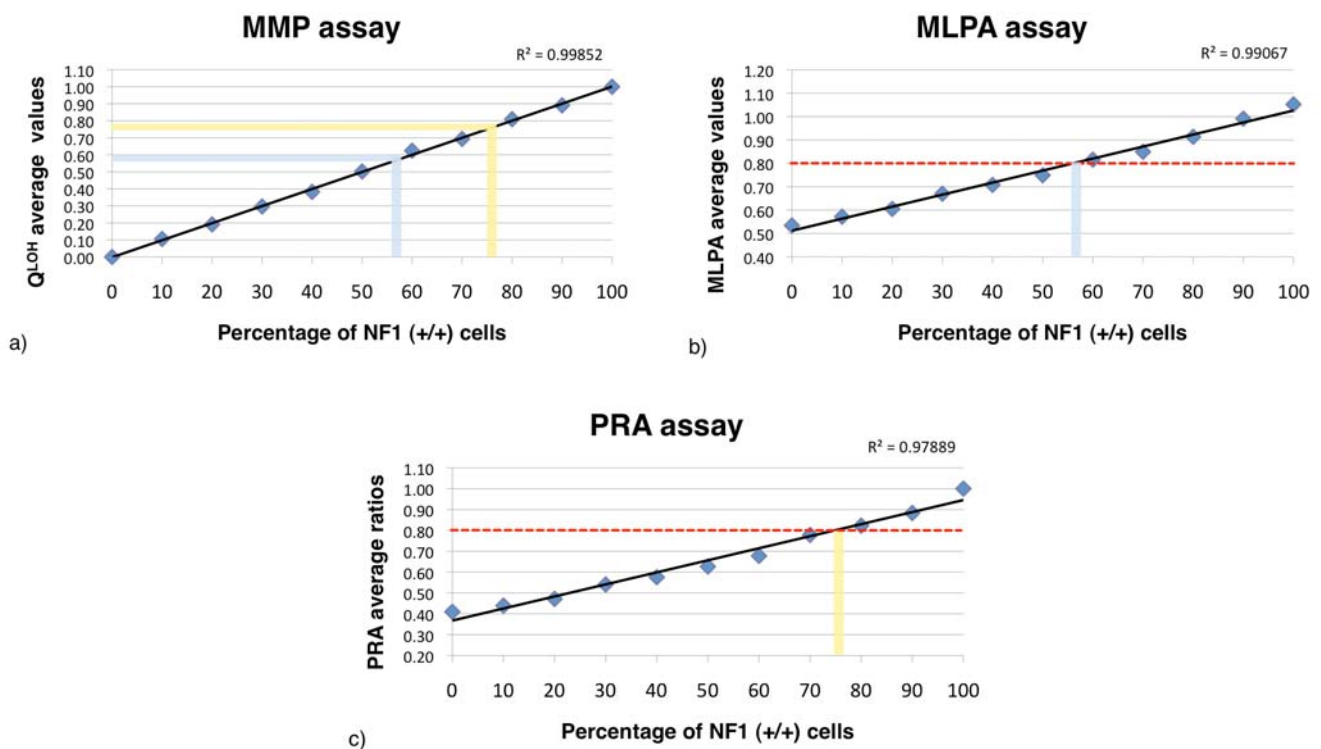 MMP assay
R² = 0.99852
QLOH average values
1.10
1.00
0.90
0.80
0.70
0.60
0.50
0.40
0.30
0.20
0.10
0.00
0 10 20 30 40 50 60 70 80 90 100
Percentage of NF1 (+/+) cells
a)
MLPA assay
R² = 0.99067
MLPA average values
1.20
1.10
1.00
0.90
0.80
0.70
0.60
0.50
0.40
0 10 20 30 40 50 60 70 80 90 100
Percentage of NF1 (+/+) cells
b)
PRA assay
R² = 0.97889
PRA average ratios
1.10
1.00
0.90
0.80
0.70
0.60
0.50
0.40
0.30
0.20
0 10 20 30 40 50 60 70 80 90 100
Percentage of NF1 (+/+) cells
c)